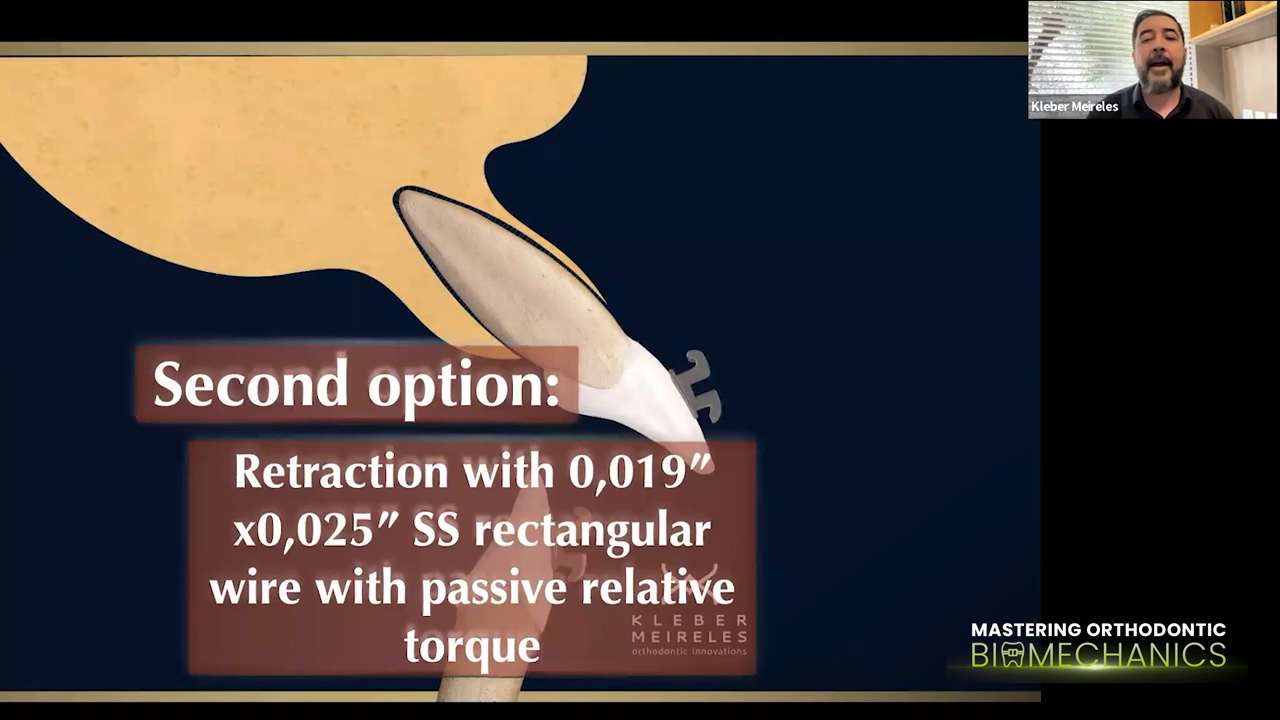 Kleber Meireles
Second option:
Retraction with 0,019”
x0,025” SS rectangular
wire with passive relative
torque
KLEBER
MEIRELES
orthodontic innovations
MASTERING ORTHODONTIC
BIOMECHANICS